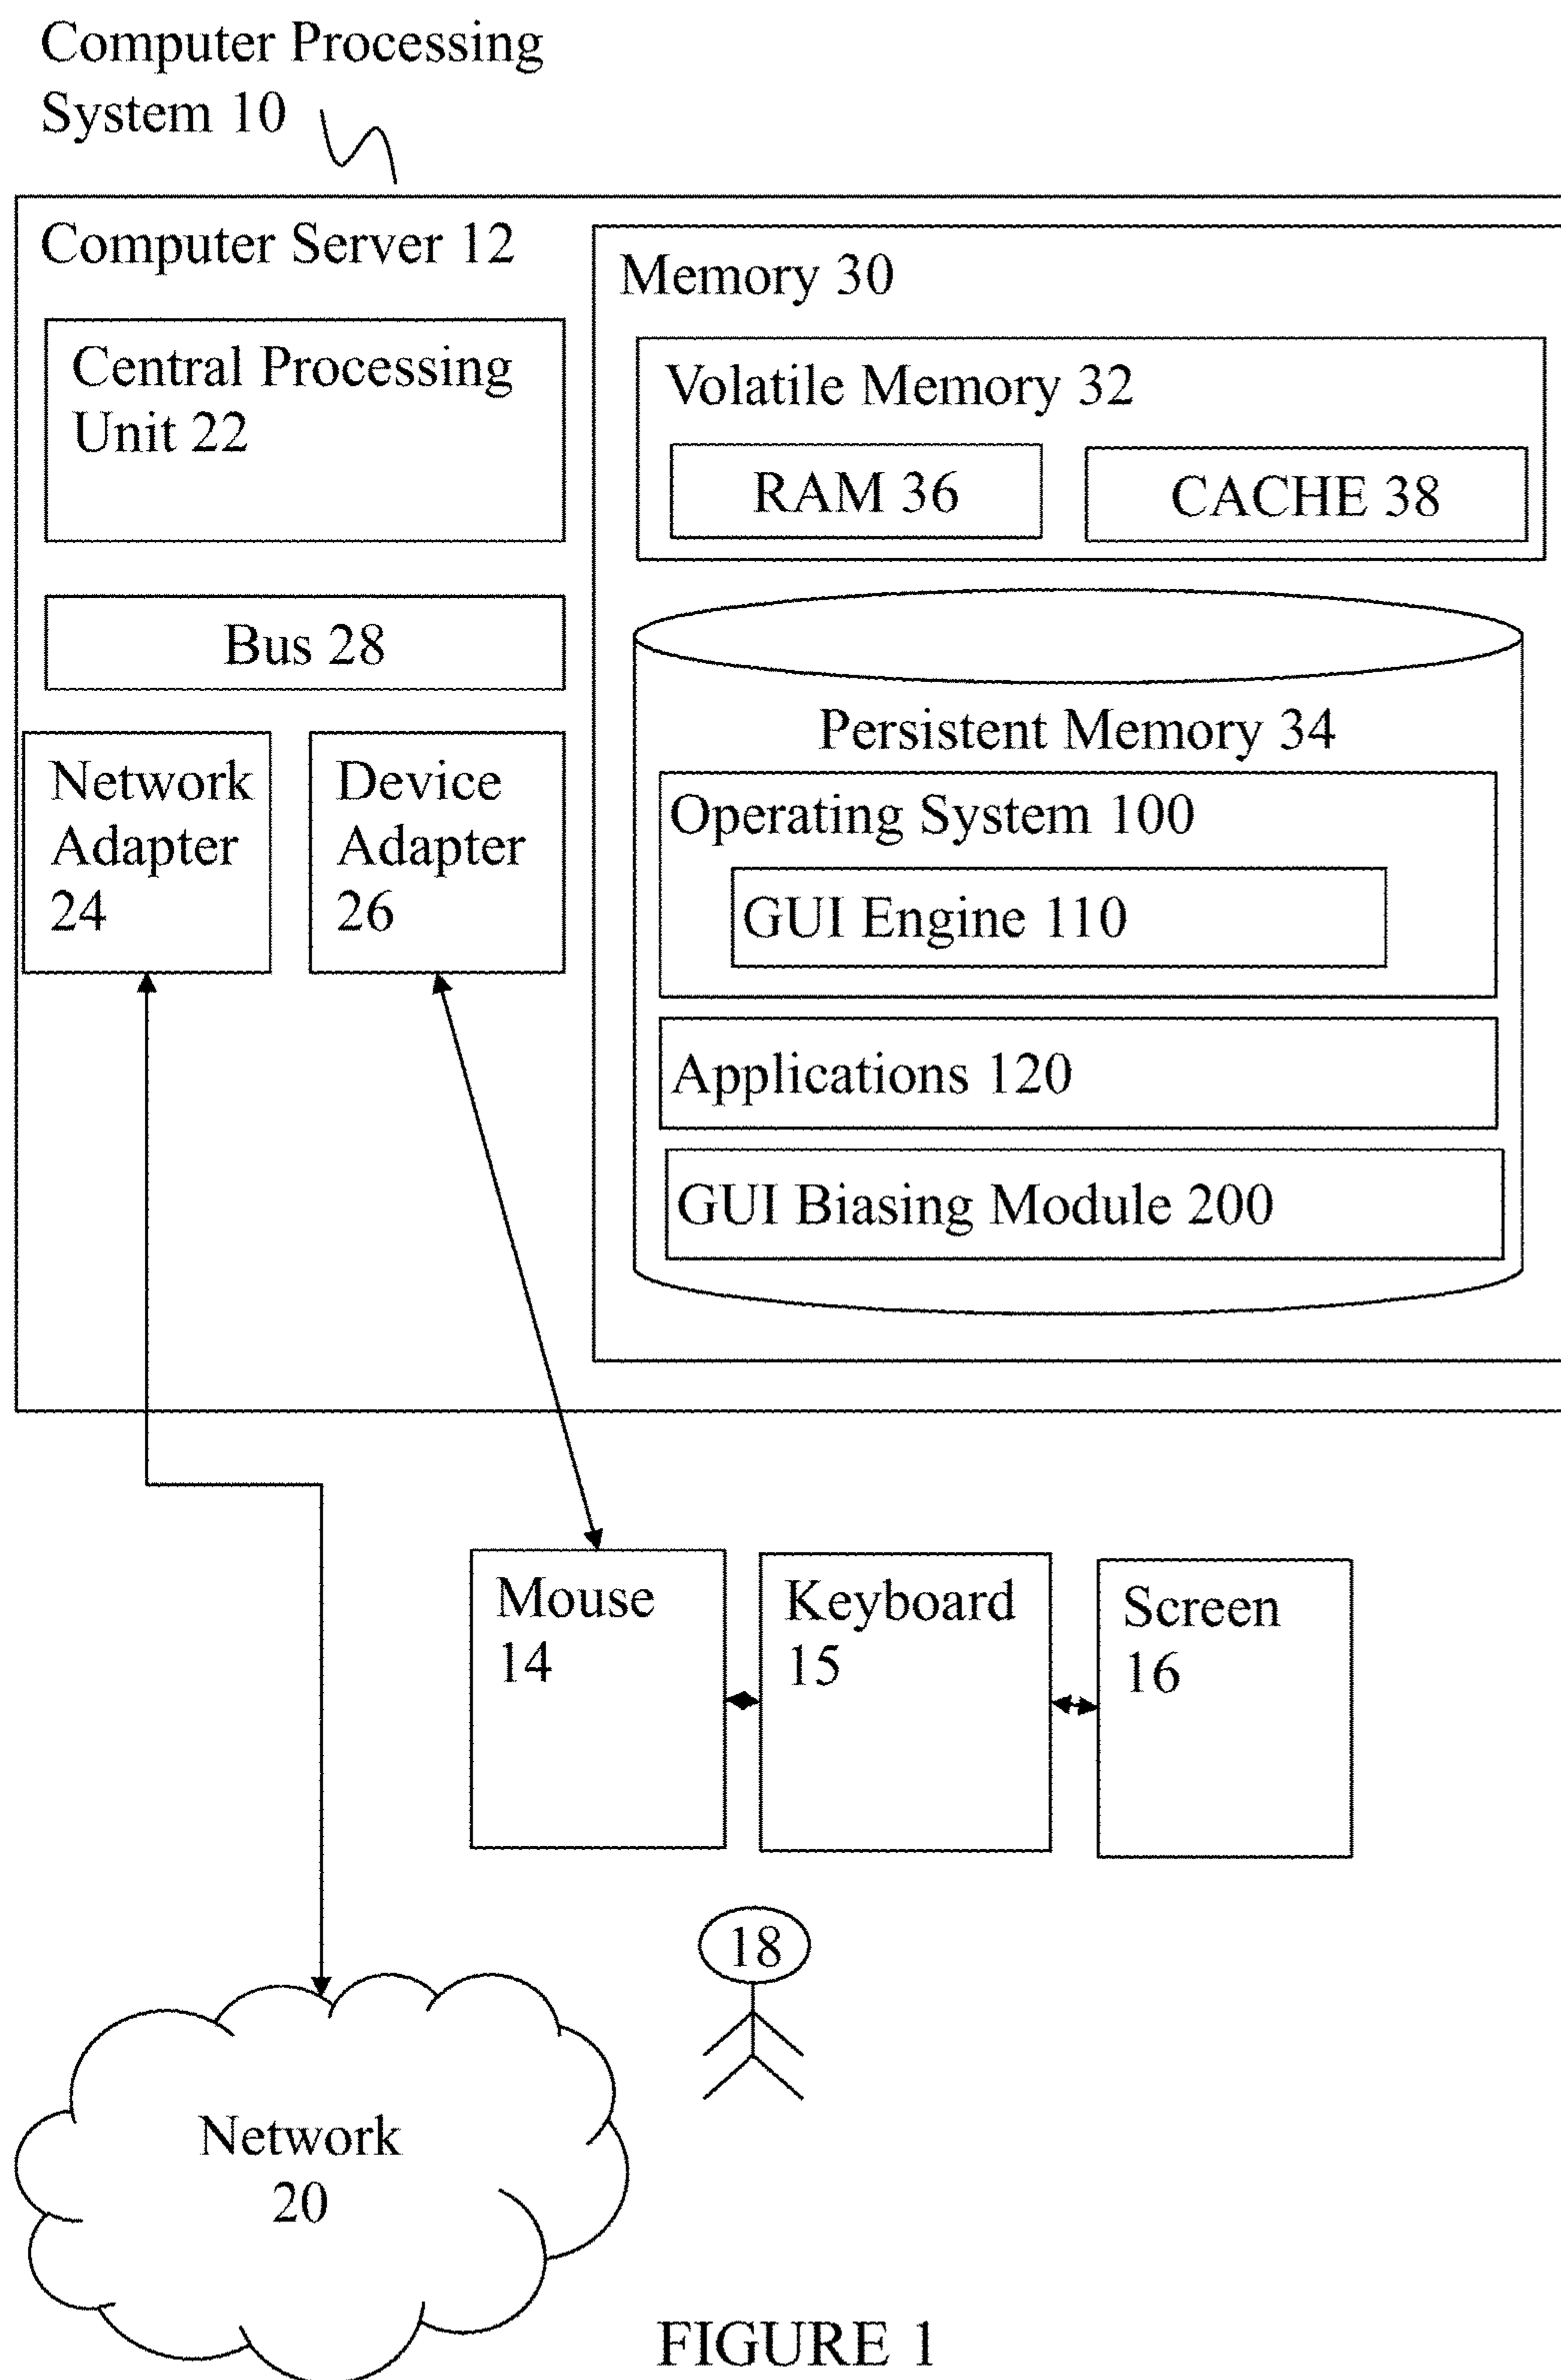 Computer Processing
System 10
Computer Server 12
Central Processing
Unit 22
Bus 28
Network
Adapter
24
Device
Adapter
26
Memory 30
Volatile Memory 32
RAM 36
CACHE 38
Persistent Memory 34
Operating System 100
GUI Engine 110
Applications 120
GUI Biasing Module 200
Mouse
14
Keyboard
15
Screen
16
18
Network
20
FIGURE 1